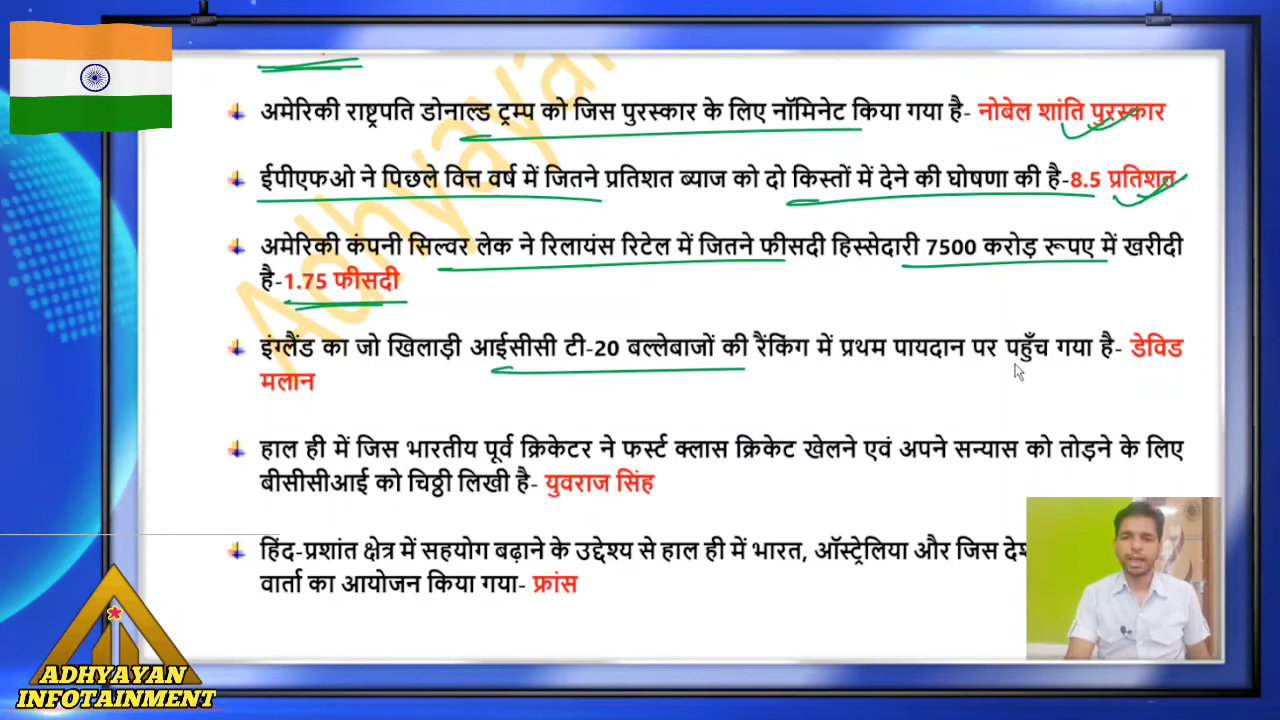 अमेरिकी राष्ट्रपति डोनाल्ड ट्रम्प को जिस पुरस्कार के लिए नॉमिनेट किया गया है- नोबेल शांति पुरस्कार
ईपीएफओ ने पिछले वित्त वर्ष में जितने प्रतिशत ब्याज को दो किस्तों में देने की घोषणा की है-8.5 प्रतिशत
अमेरिकी कंपनी सिल्वर लेक ने रिलायंस रिटेल में जितने फीसदी हिस्सेदारी 7500 करोड़ रूपए में खरीदी
है-1.75 फीसदी
इंग्लैंड का जो खिलाड़ी आईसीसी टी-20 बल्लेबाजों की रैंकिंग में प्रथम पायदान पर पहुँच गया है- डेविड
मलान
हाल ही में जिस भारतीय पूर्व क्रिकेटर ने फर्स्ट क्लास क्रिकेट खेलने एवं अपने सन्यास को तोड़ने के लिए
बीसीसीआई को चिठ्ठी लिखी है- युवराज सिंह
हिंद-प्रशांत क्षेत्र में सहयोग बढ़ाने के उद्देश्य से हाल ही में भारत, ऑस्ट्रेलिया और जिस देश
वार्ता का आयोजन किया गया- फ्रांस
Adhyayan
ADHYAYAN
INFOTAINMENT